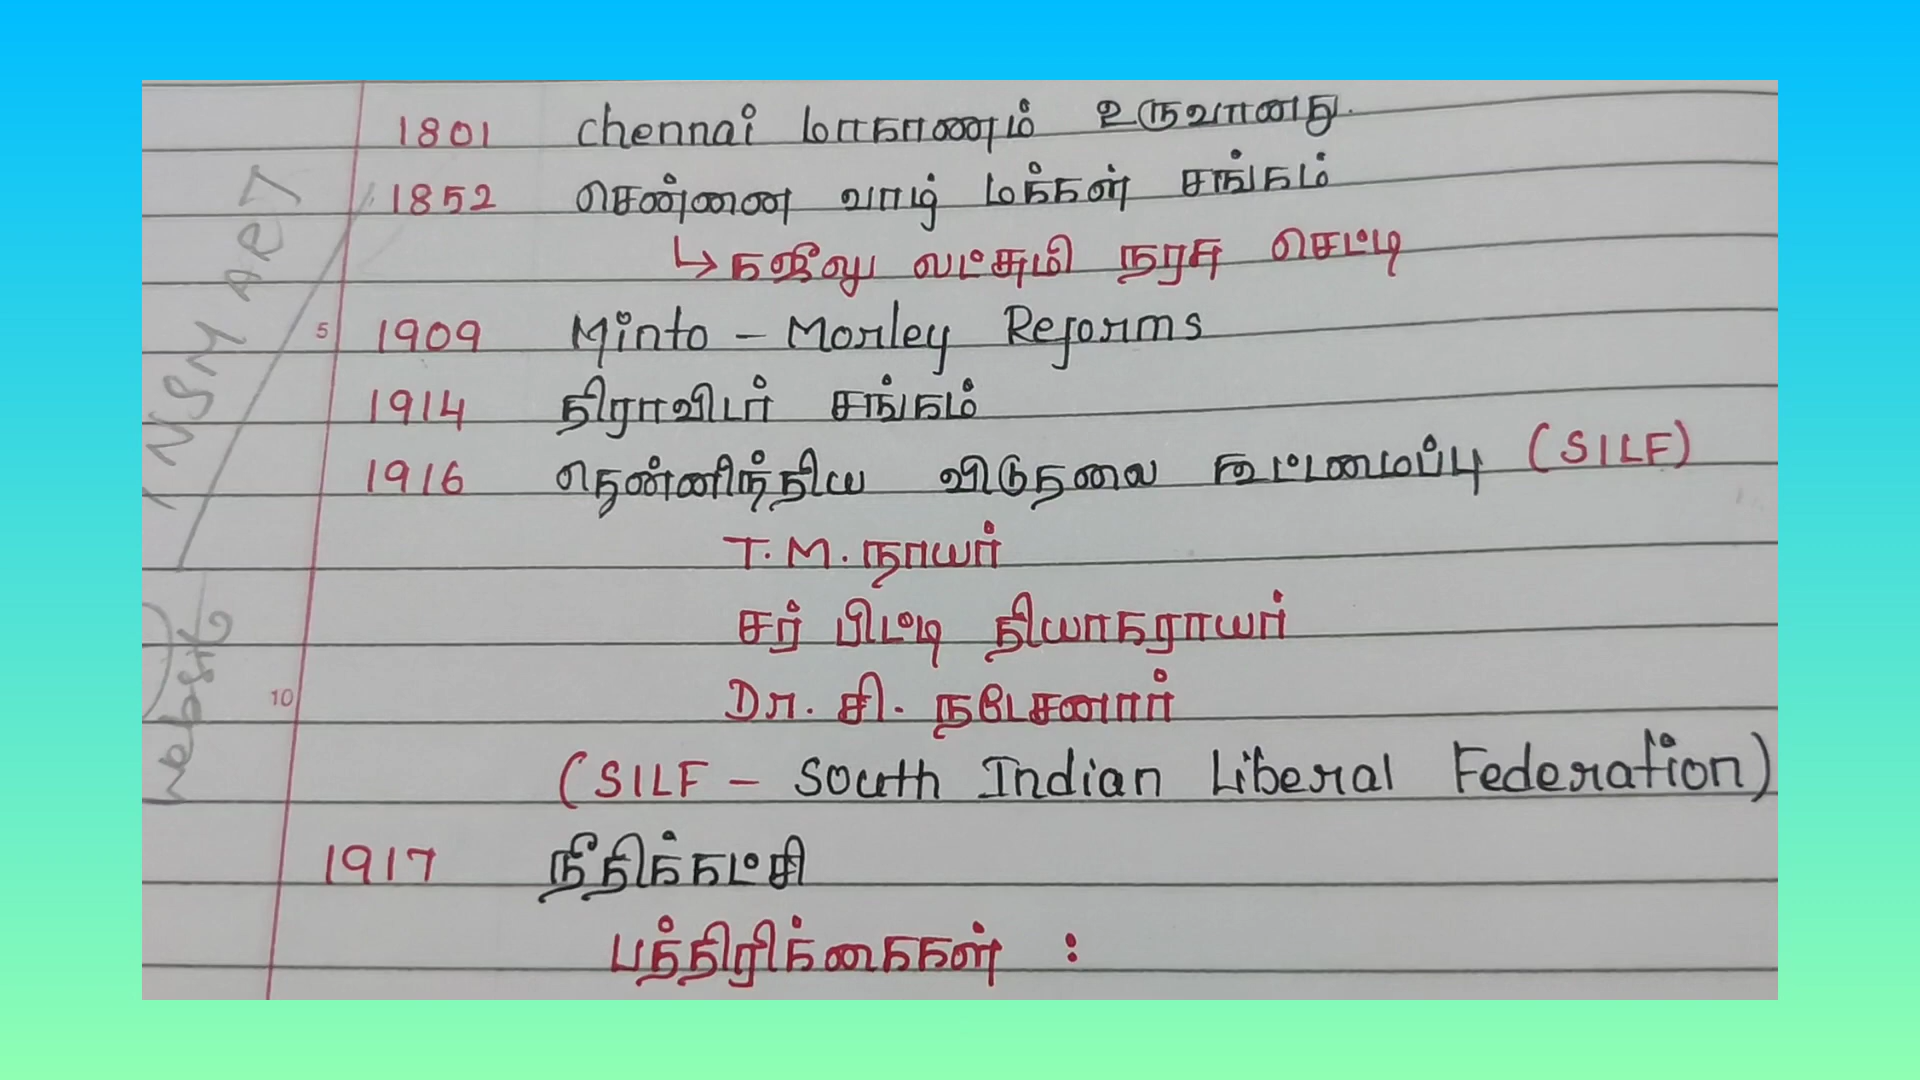 1801 Chennai மாகாணம் உருவானது.
1852 சென்னை வாழ் மக்கள் சங்கம்
↳ கஜீலு லட்சுமி நரசு செட்டி
5 1909 Minto - Morley Reforms
1914 திராவிடர் சங்கம்
1916 தென்னிந்திய விடுதலை கூட்டமைப்பு (SILF)
T.M. நாயர்
சர் பிட்டி தியாகராயர்
10 Dr. சி. நடேசனார்
(SILF - South Indian Liberal Federation)
1917 நீதிக்கட்சி
பத்திரிக்கைகள் :